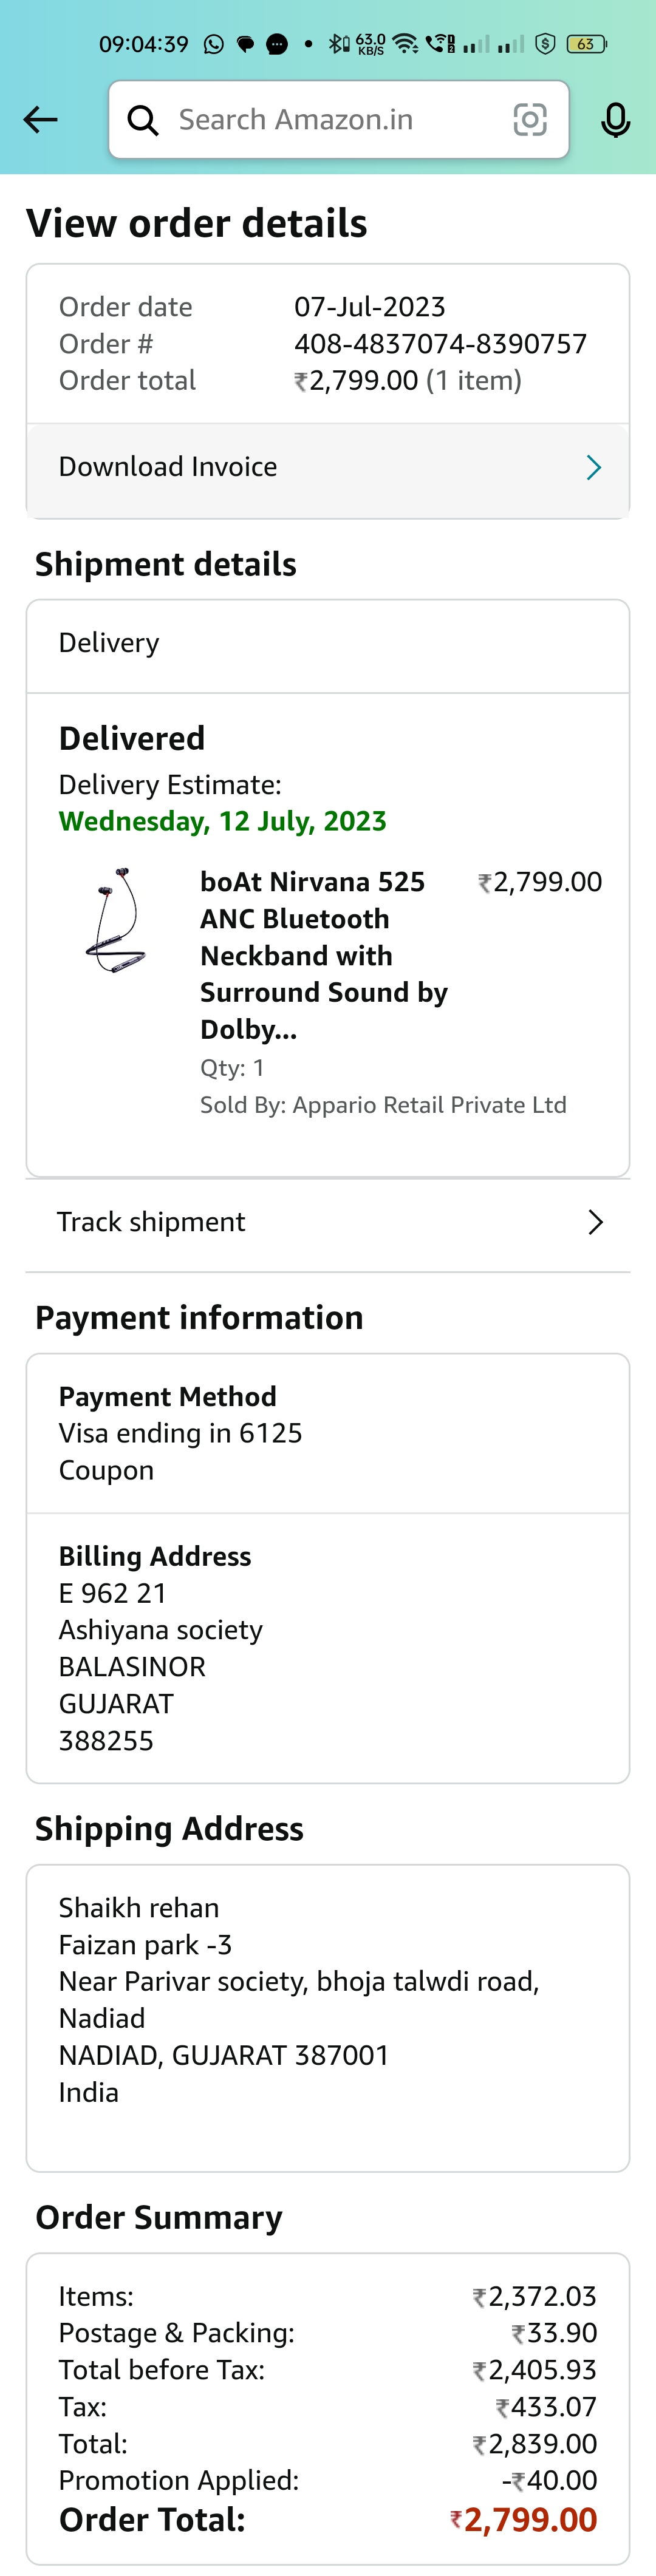 09:04:39 63.0 KB/S 1 2 63
Search Amazon.in
View order details
Order date 07-Jul-2023
Order # 408-4837074-8390757
Order total ₹2,799.00 (1 item)
Download Invoice
Shipment details
Delivery
Delivered
Delivery Estimate:
Wednesday, 12 July, 2023
boAt Nirvana 525 ₹2,799.00
ANC Bluetooth
Neckband with
Surround Sound by
Dolby...
Qty: 1
Sold By: Appario Retail Private Ltd
Track shipment
Payment information
Payment Method
Visa ending in 6125
Coupon
Billing Address
E 962 21
Ashiyana society
BALASINOR
GUJARAT
388255
Shipping Address
Shaikh rehan
Faizan park -3
Near Parivar society, bhoja talwdi road,
Nadiad
NADIAD, GUJARAT 387001
India
Order Summary
Items: ₹2,372.03
Postage & Packing: ₹33.90
Total before Tax: ₹2,405.93
Tax: ₹433.07
Total: ₹2,839.00
Promotion Applied: -₹40.00
Order Total: ₹2,799.00